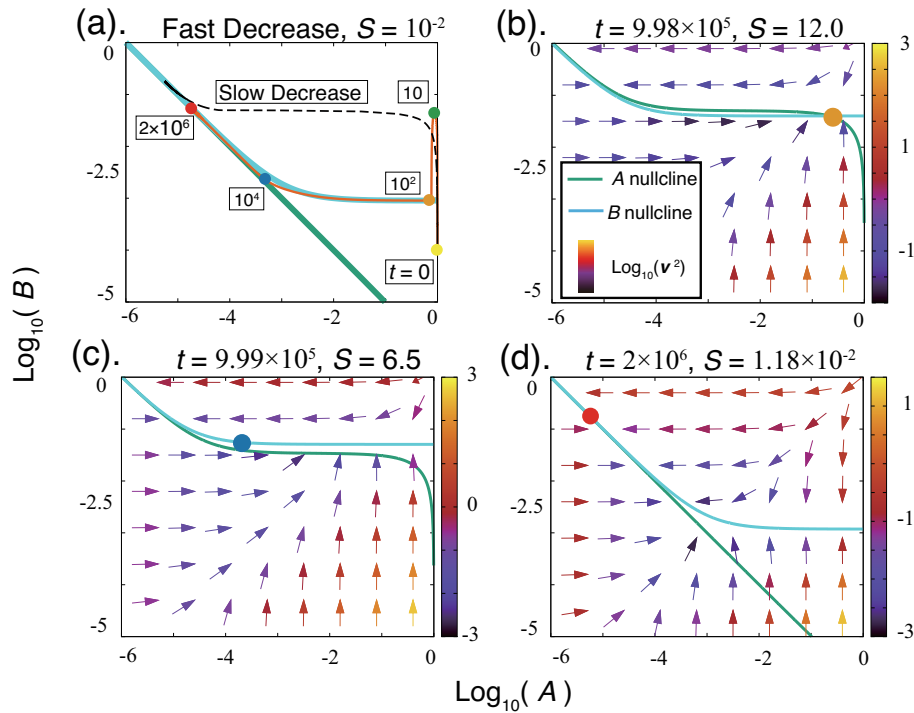 (a). Fast Decrease, S = 10⁻²
0
-2.5
-5
-6 -4 -2 0
Slow Decrease
10
2×10⁶
10²
10⁴
t = 0
(b). t = 9.98×10⁵, S = 12.0
0
-2.5
-5
-6 -4 -2 0
3
1
-1
-3
A nullcline
B nullcline
Log₁₀(v²)
Log₁₀(B)
(c). t = 9.99×10⁵, S = 6.5
0
-2.5
-5
-6 -4 -2 0
3
0
-3
(d). t = 2×10⁶, S = 1.18×10⁻²
0
-2.5
-5
-6 -4 -2 0
1
-1
-3
Log₁₀(A)